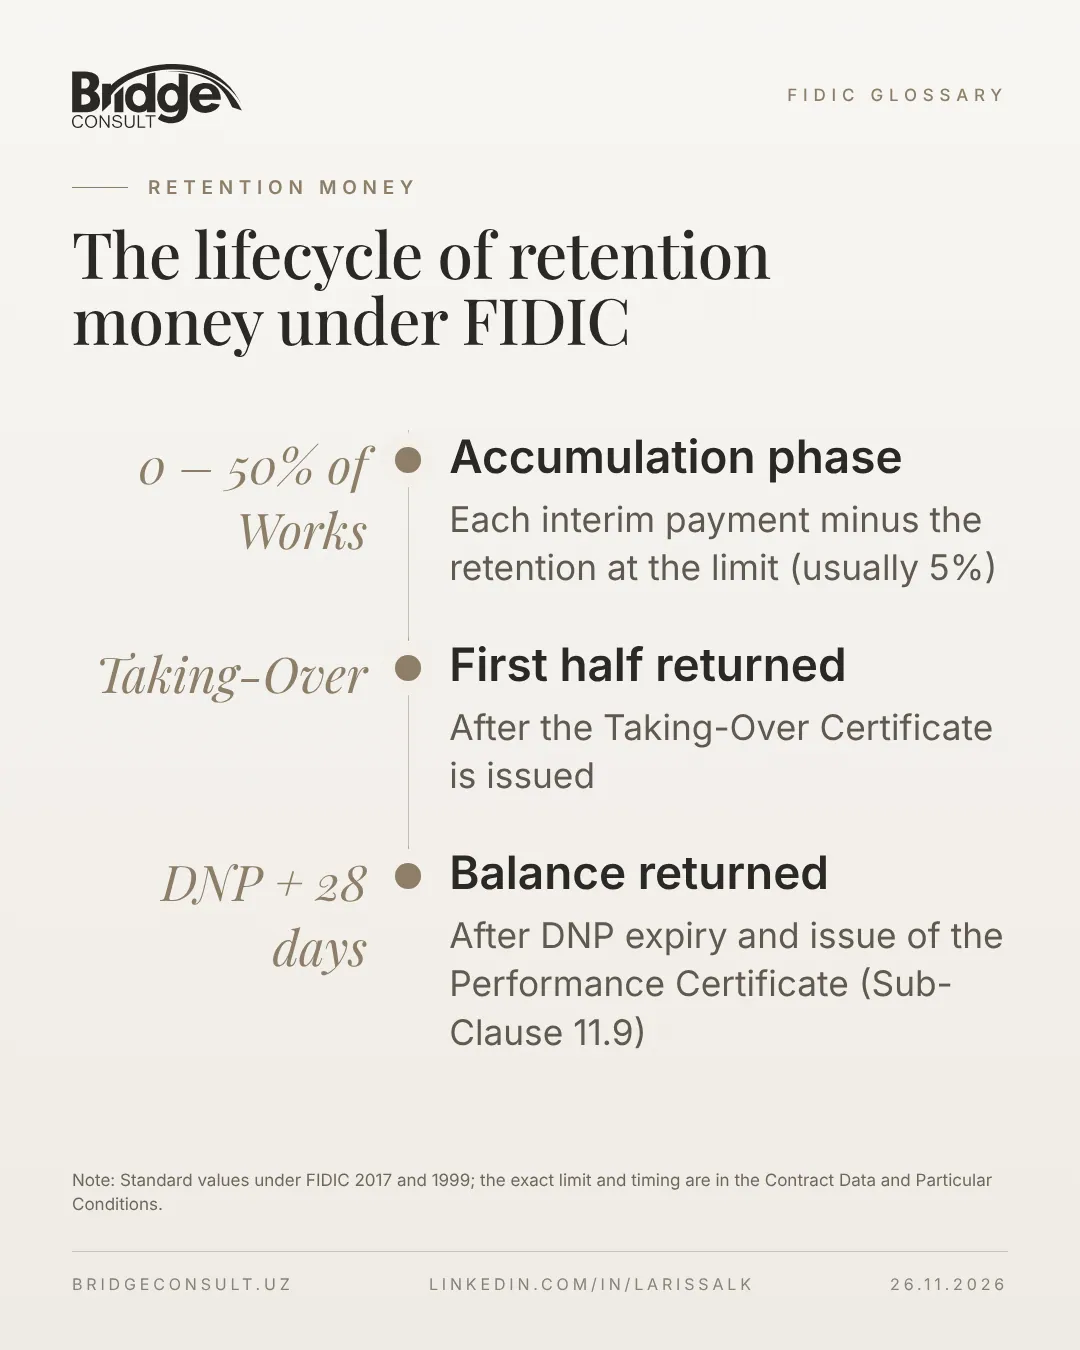 Bridge
CONSULT
FIDIC GLOSSARY
RETENTION MONEY
The lifecycle of retention
money under FIDIC
0 — 50% of
Works
Accumulation phase
Each interim payment minus the
retention at the limit (usually 5%)
Taking-Over
First half returned
After the Taking-Over Certificate
is issued
DNP + 28
days
Balance returned
After DNP expiry and issue of the
Performance Certificate (Sub-
Clause 11.9)
Note: Standard values under FIDIC 2017 and 1999; the exact limit and timing are in the Contract Data and Particular
Conditions.
BRIDGECONSULT.UZ
LINKEDIN.COM/IN/LARISSALK
26.11.2026